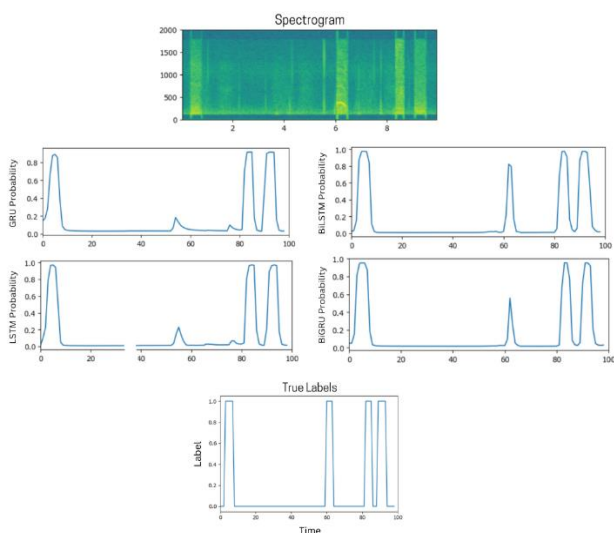 Spectrogram
2000
1500
1000
500
0
2 4 6 8
GRU Probability
0.8
0.6
0.4
0.2
0.0
0 20 40 60 80 100
BiLSTM Probability
1.0
0.8
0.6
0.4
0.2
0.0
0 20 40 60 80 100
LSTM Probability
1.0
0.8
0.6
0.4
0.2
0.0
0 20 40 60 80 100
BiGRU Probability
1.0
0.8
0.6
0.4
0.2
0.0
0 20 40 60 80 100
True Labels
Label
1.0
0.8
0.6
0.4
0.2
0.0
0 20 40 60 80 100
Time